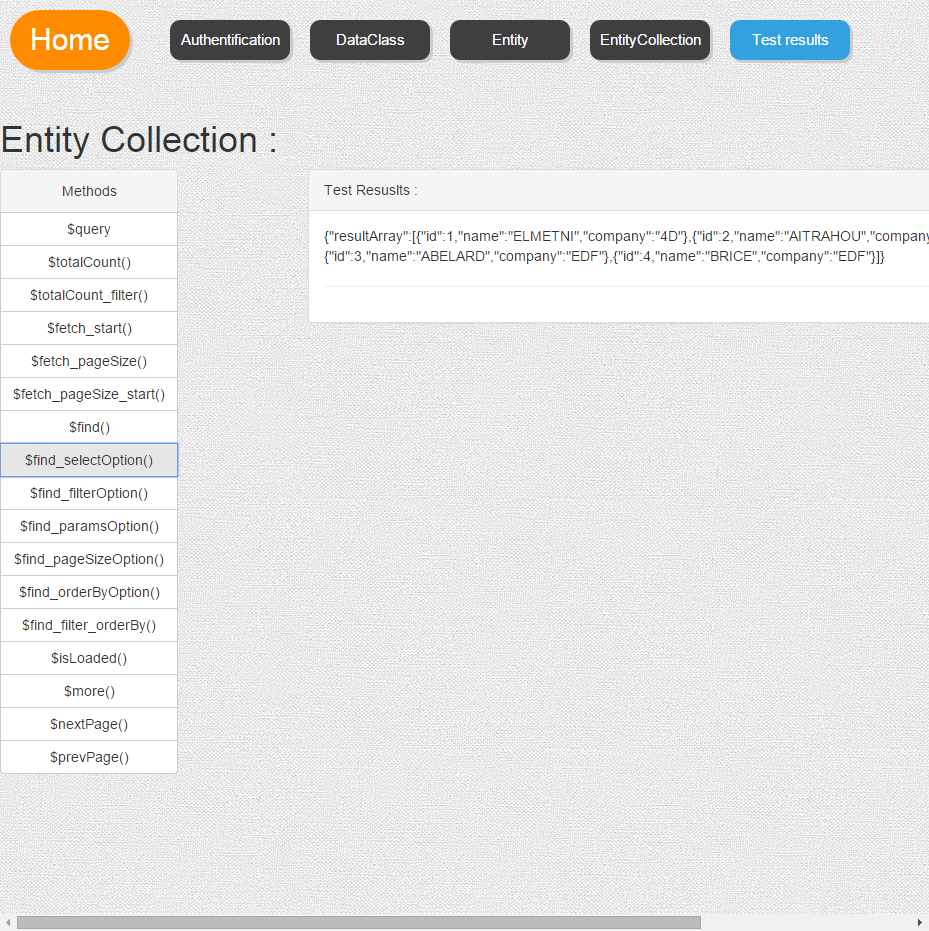 Home
Authentification
DataClass
Entity
EntityCollection
Test results
Entity Collection :
Methods
$query
$totalCount()
$totalCount_filter()
$fetch_start()
$fetch_pageSize()
$fetch_pageSize_start()
$find()
$find_selectOption()
$find_filterOption()
$find_paramsOption()
$find_pageSizeOption()
$find_orderByOption()
$find_filter_orderBy()
$isLoaded()
$more()
$nextPage()
$prevPage()
Test Resuslts :
{"resultArray":[{"id":1,"name":"ELMETNI","company":"4D"},{"id":2,"name":"AITRAHOU","company
{"id":3,"name":"ABELARD","company":"EDF"},{"id":4,"name":"BRICE","company":"EDF"}]}